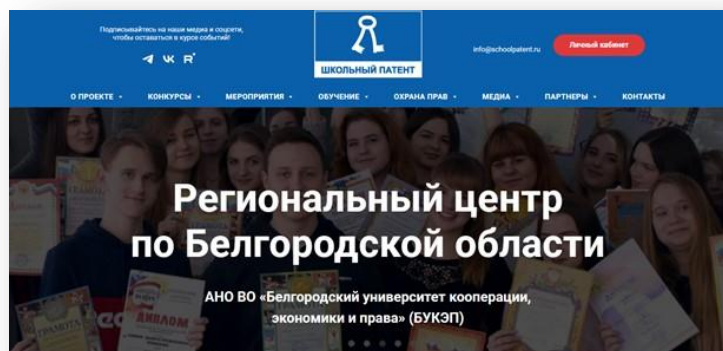 Подписывайтесь на наши медиа и соцсети,
чтобы оставаться в курсе событий!
ШКОЛЬНЫЙ ПАТЕНТ
info@schoolpatent.ru
Личный кабинет
О ПРОЕКТЕ КОНКУРСЫ МЕРОПРИЯТИЯ ОБУЧЕНИЕ ОХРАНА ПРАВ МЕДИА ПАРТНЕРЫ КОНТАКТЫ
Региональный центр
по Белгородской области
АНО ВО «Белгородский университет кооперации,
экономики и права» (БУКЭП)
ГРАМОТА
ДИПЛОМ
ГРАМОТА